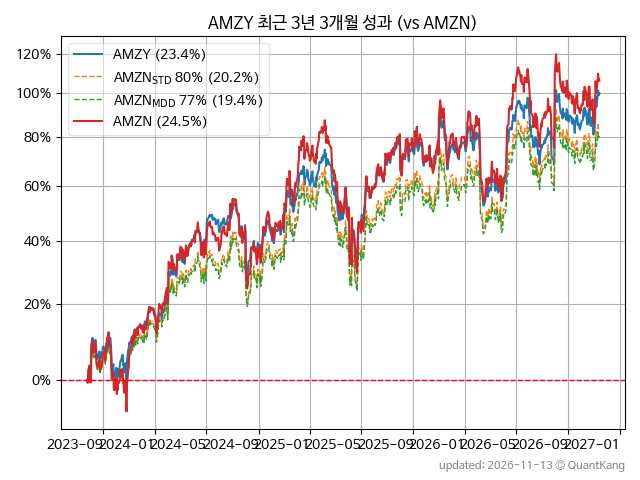 AMZY 최근 3년 3개월 성과 (vs AMZN)
120%
100%
80%
60%
40%
20%
0%
AMZY (23.4%)
AMZN_STD 80% (20.2%)
AMZN_MDD 77% (19.4%)
AMZN (24.5%)
2023-09 2024-01 2024-05 2024-09 2025-01 2025-05 2025-09 2026-01 2026-05 2026-09 2027-01
updated: 2026-11-13 © QuantKang